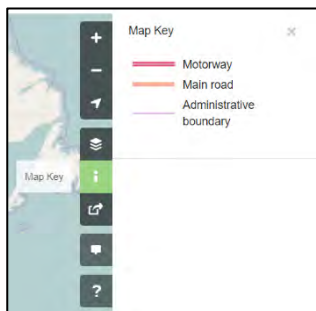 Map Key
×
Motorway
Main road
Administrative
boundary
+
−
i
Map Key
?